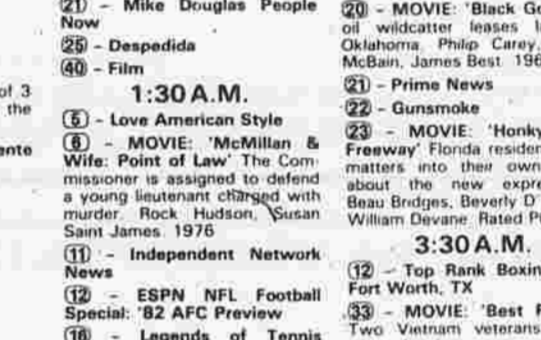 of 3
the
ente
(21) - Mike Douglas People
Now
(25) - Despedida
(40) - Film
1:30 A.M.
(5) - Love American Style
(6) - MOVIE: 'McMillan &
Wife: Point of Law' The Com-
missioner is assigned to defend
a young lieutenant charged with
murder. Rock Hudson, Susan
Saint James. 1976
(11) - Independent Network
News
(12) - ESPN NFL Football
Special: '82 AFC Preview
(16) - Legends of Tennis
(20) - MOVIE: 'Black Go
oil wildcatter leases l
Oklahoma. Philip Carey,
McBain, James Best. 196
(21) - Prime News
(22) - Gunsmoke
(23) - MOVIE: 'Honky
Freeway' Florida residen
matters into their own
about the new expre
Beau Bridges, Beverly D'
William Devane. Rated P
3:30 A.M.
(12) - Top Rank Boxin
Fort Worth, TX
(33) - MOVIE: 'Best F
Two Vietnam veterans